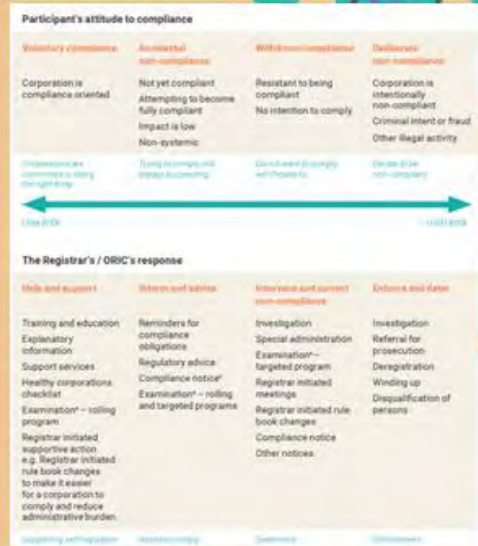 Participant's attitude to compliance
Voluntary compliance
Corporation is
compliance oriented
Accidental
non-compliance
Not yet compliant
Attempting to become
fully compliant
Impact is low
Non-systemic
Wilful non-compliance
Resistant to being
compliant
No intention to comply
Deliberate
non-compliance
Corporation is
intentionally
non-compliant
Criminal intent or fraud
Other illegal activity
The Registrar's / ORIC's response
Help and support
Training and education
Explanatory
information
Support services
Healthy corporations
checklist
Examination* – rolling
program
Registrar initiated
supportive action
e.g. Registrar initiated
rule book changes
to make it easier
for a corporation to
comply and reduce
administrative burden.
Inform and advise
Reminders for
compliance
obligations
Regulatory advice
Compliance notice*
Examination* – rolling
and targeted programs
Intervene and correct
non-compliance
Investigation
Special administration
Examination* –
targeted program
Registrar initiated
meetings
Registrar initiated rule
book changes
Compliance notice
Other notices
Enforce and deter
Investigation
Referral for
prosecution
Deregistration
Winding up
Disqualification of
persons